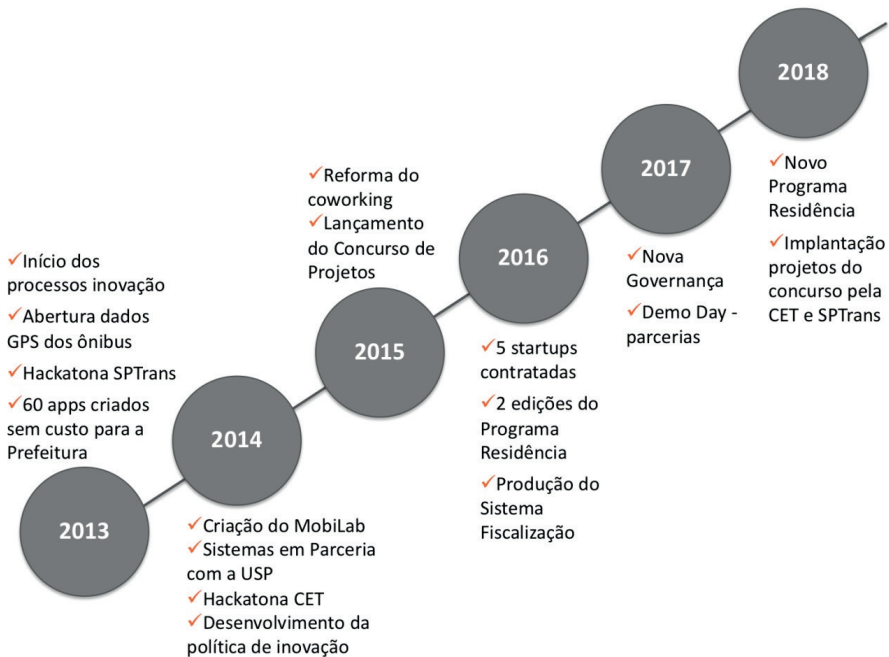 2013
✓Início dos
processos inovação
✓Abertura dados
GPS dos ônibus
✓Hackatona SPTrans
✓60 apps criados
sem custo para a
Prefeitura
2014
✓Criação do MobiLab
✓Sistemas em Parceria
com a USP
✓Hackatona CET
✓Desenvolvimento da
política de inovação
2015
✓Reforma do
coworking
✓Lançamento
do Concurso de
Projetos
2016
✓5 startups
contratadas
✓2 edições do
Programa
Residência
✓Produção do
Sistema
Fiscalização
2017
✓Nova
Governança
✓Demo Day -
parcerias
2018
✓Novo
Programa
Residência
✓Implantação
projetos do
concurso pela
CET e SPTrans